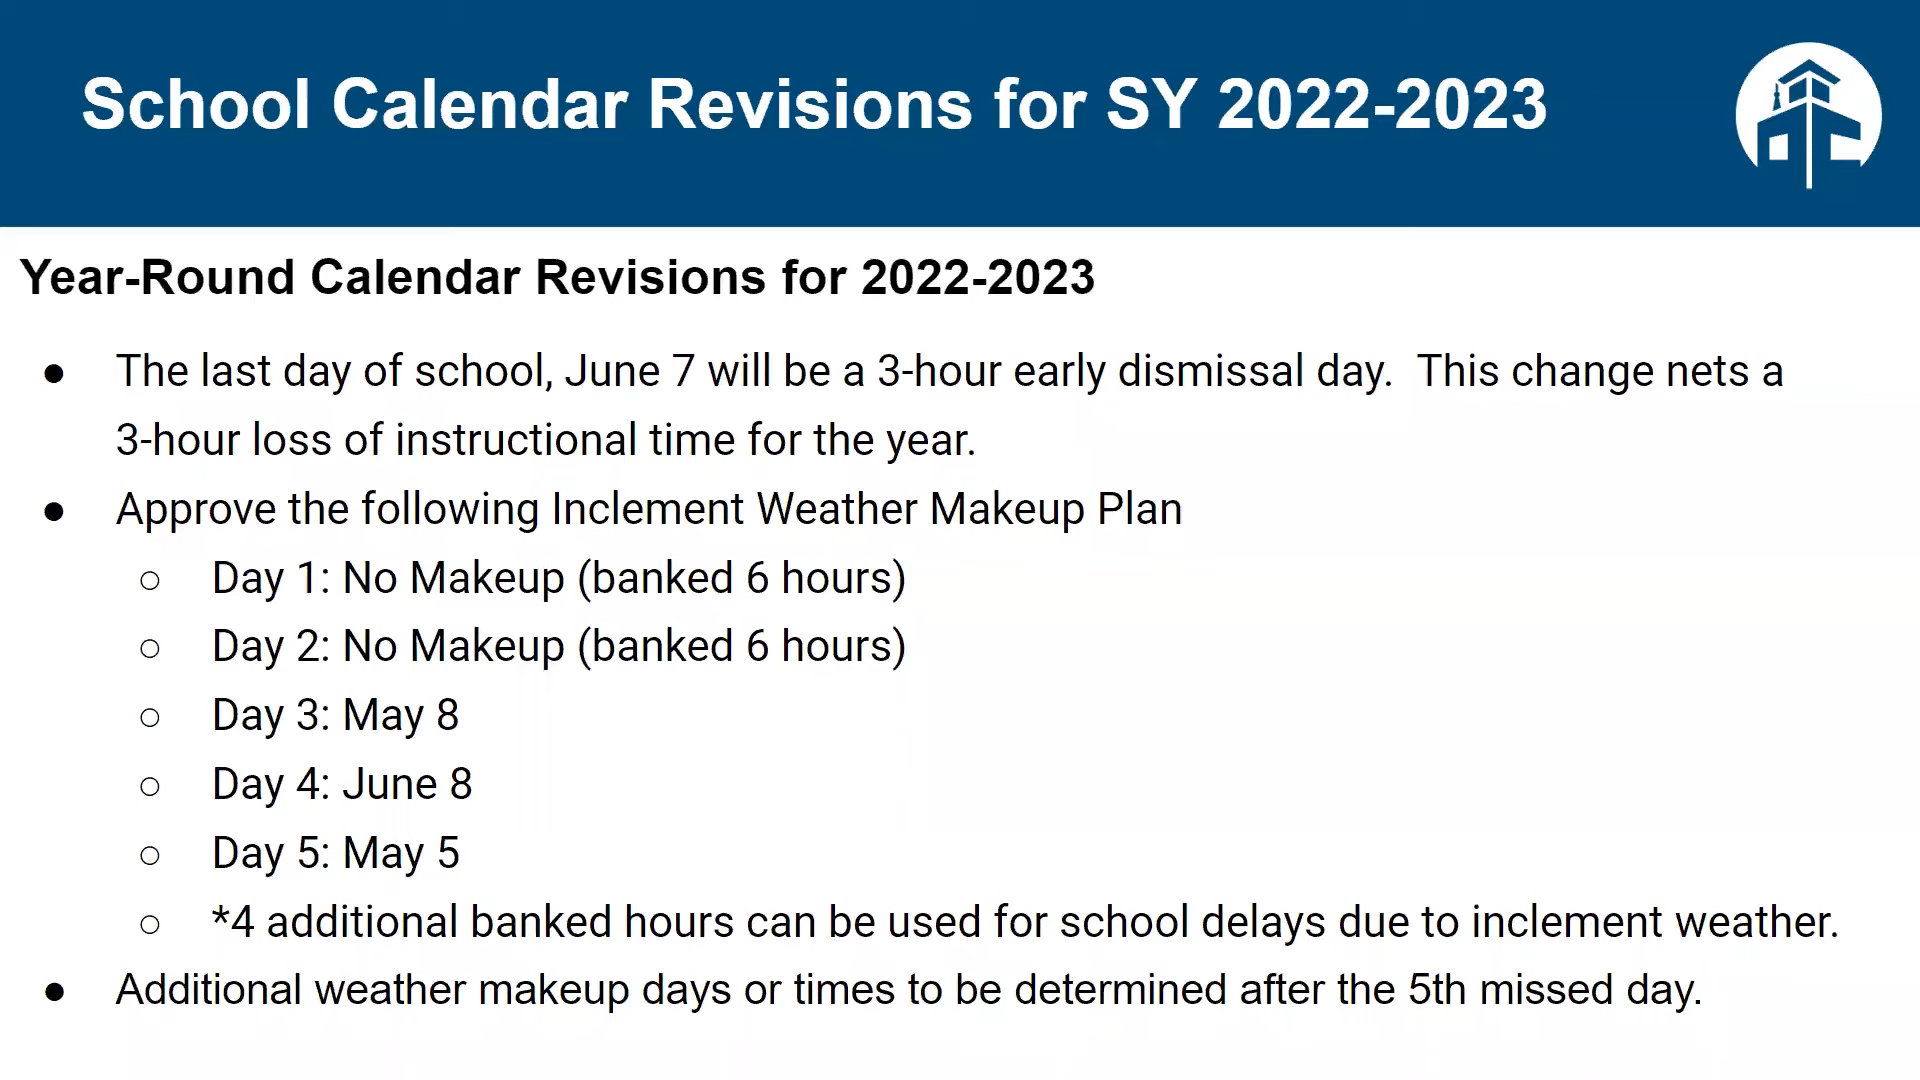 School Calendar Revisions for SY 2022-2023
Year-Round Calendar Revisions for 2022-2023
● The last day of school, June 7 will be a 3-hour early dismissal day.  This change nets a
3-hour loss of instructional time for the year.
● Approve the following Inclement Weather Makeup Plan
○ Day 1: No Makeup (banked 6 hours)
○ Day 2: No Makeup (banked 6 hours)
○ Day 3: May 8
○ Day 4: June 8
○ Day 5: May 5
○ *4 additional banked hours can be used for school delays due to inclement weather.
● Additional weather makeup days or times to be determined after the 5th missed day.